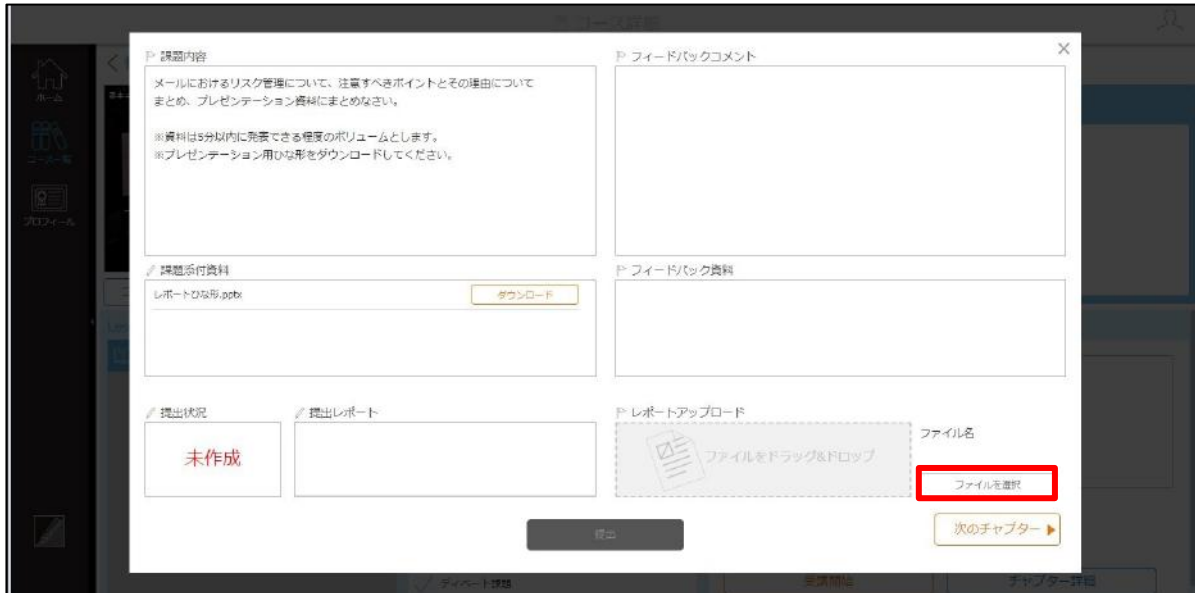 コース詳細
ホーム
コース一覧
プロフィール
課題内容
メールにおけるリスク管理について、注意すべきポイントとその理由について
まとめ、プレゼンテーション資料にまとめなさい。
※資料は5分以内に発表できる程度のボリュームとします。
※プレゼンテーション用ひな形をダウンロードしてください。
フィードバックコメント
課題添付資料
レポートひな形.pptx
ダウンロード
フィードバック資料
提出状況
未作成
提出レポート
レポートアップロード
ファイルをドラッグ&ドロップ
ファイル名
ファイルを選択
提出
次のチャプター
ディベート課題
受講開始
チャプター詳細